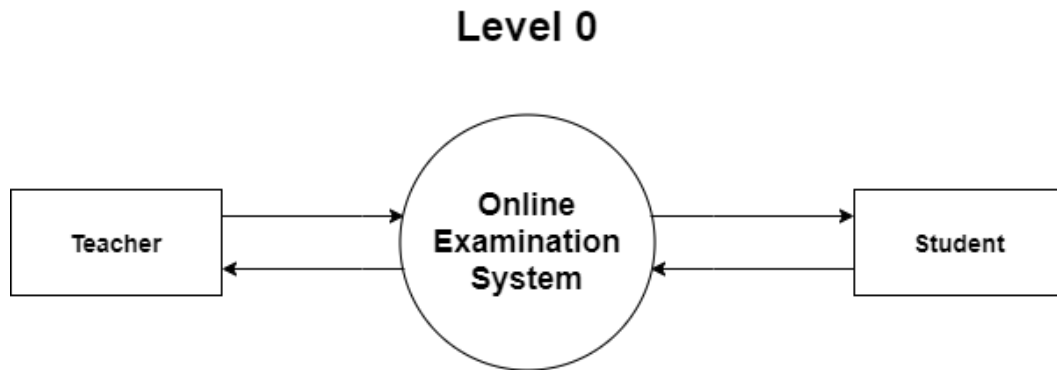 Level 0
Teacher
Online
Examination
System
Student